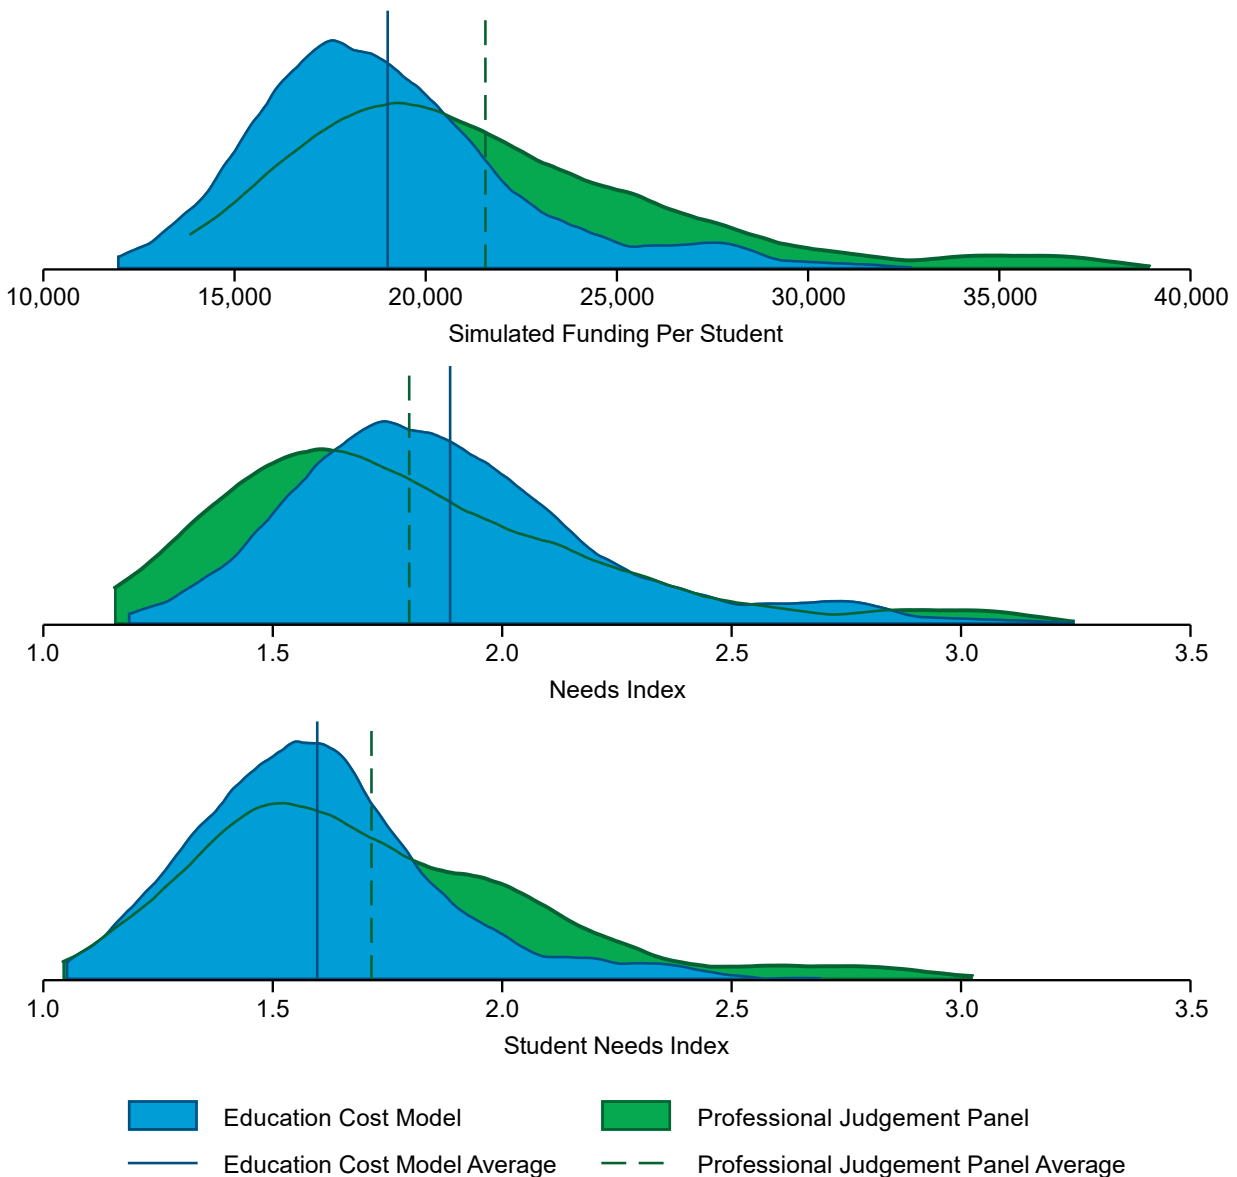 10,000 15,000 20,000 25,000 30,000 35,000 40,000
Simulated Funding Per Student
1.0 1.5 2.0 2.5 3.0 3.5
Needs Index
1.0 1.5 2.0 2.5 3.0 3.5
Student Needs Index
Education Cost Model Professional Judgement Panel
Education Cost Model Average Professional Judgement Panel Average